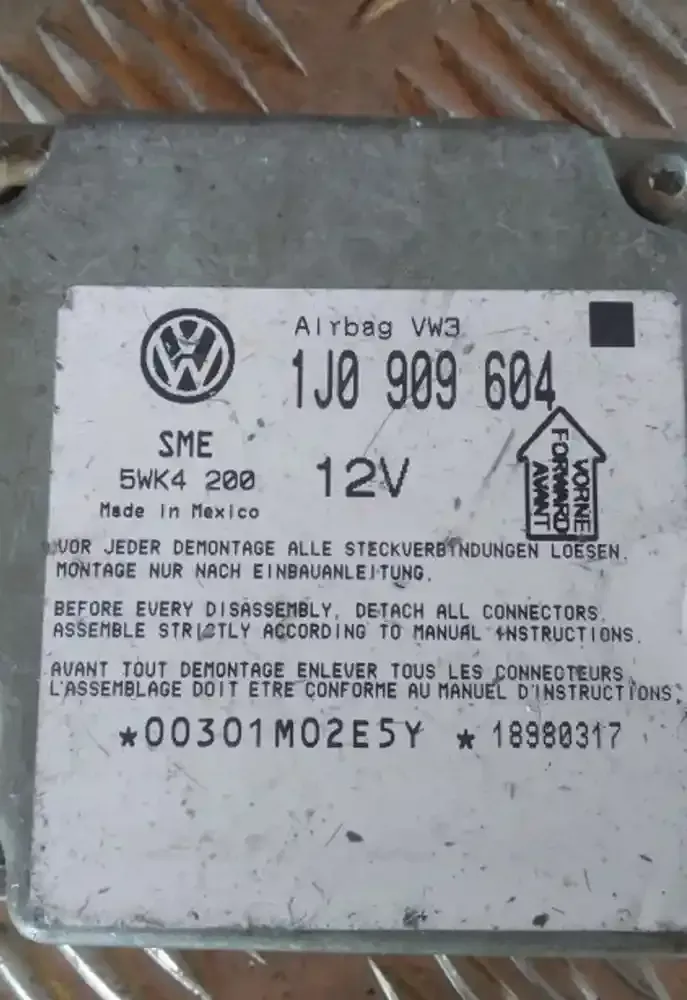 Airbag VW3
1J0 909 604
SME
5WK4 200
12V
Made in Mexico
VORNE
FORWARD
AVANT
VOR JEDER DEMONTAGE ALLE STECKVERBINDUNGEN LOESEN.
MONTAGE NUR NACH EINBAUANLEITUNG.
BEFORE EVERY DISASSEMBLY, DETACH ALL CONNECTORS.
ASSEMBLE STRICTLY ACCORDING TO MANUAL INSTRUCTIONS.
AVANT TOUT DEMONTAGE ENLEVER TOUS LES CONNECTEURS.
L'ASSEMBLAGE DOIT ETRE CONFORME AU MANUEL D'INSTRUCTIONS.
*00301M02E5Y * 18980317